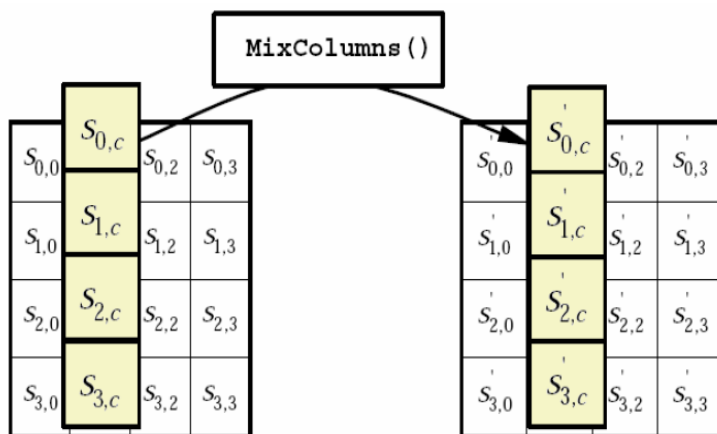 MixColumns()
S0,0 S0,c S0,2 S0,3 S'0,0 S'0,c S'0,2 S'0,3
S1,0 S1,c S1,2 S1,3 S'1,0 S'1,c S'1,2 S'1,3
S2,0 S2,c S2,2 S2,3 S'2,0 S'2,c S'2,2 S'2,3
S3,0 S3,c S3,2 S3,3 S'3,0 S'3,c S'3,2 S'3,3